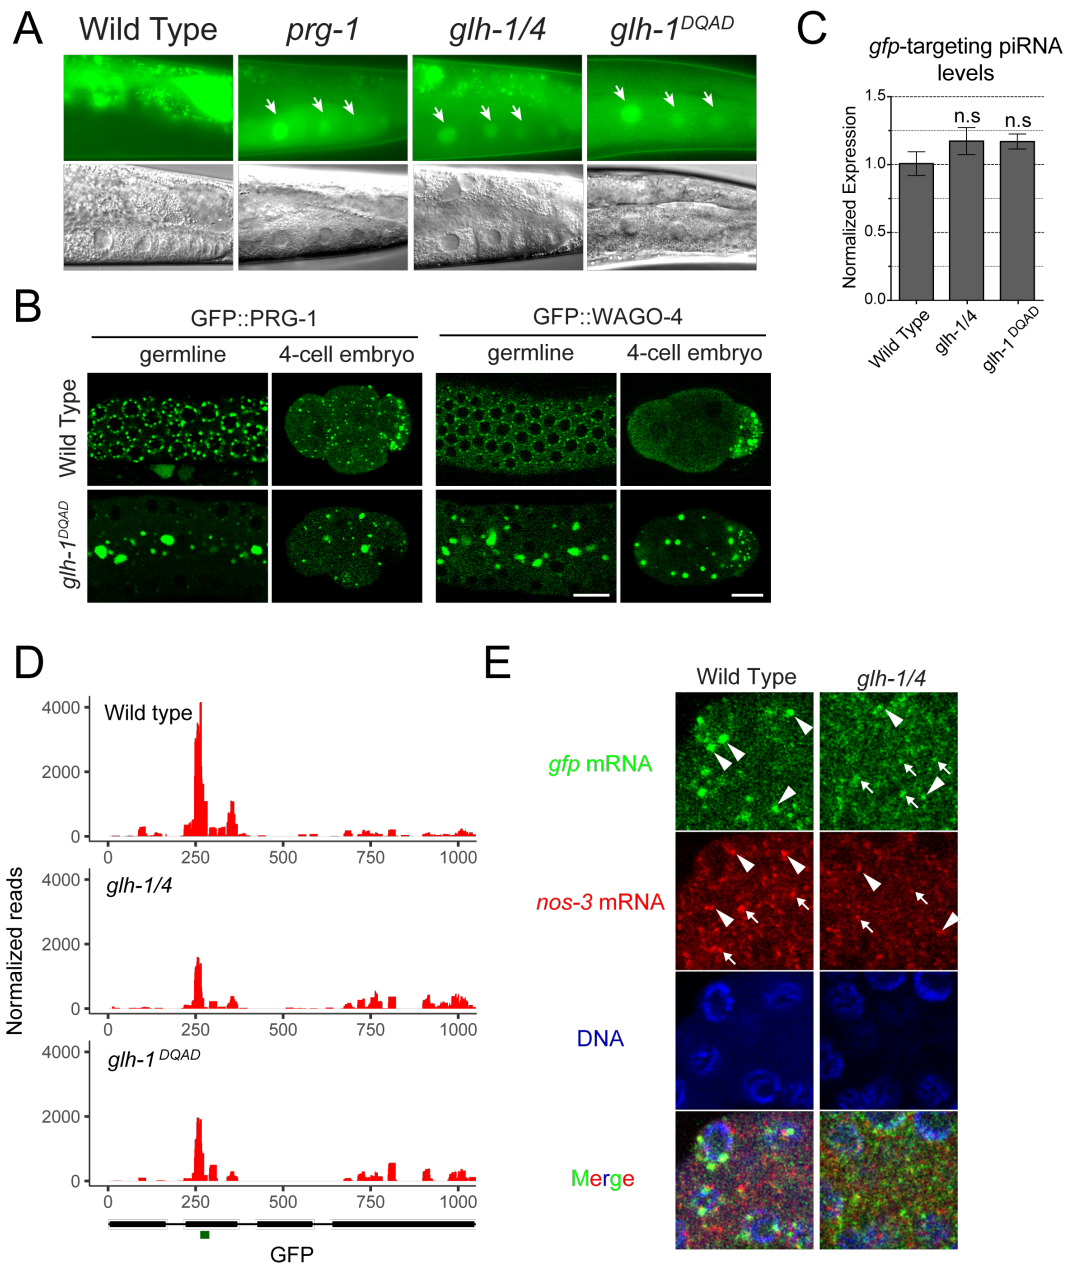 A
Wild Type
prg-1
glh-1/4
glh-1DQAD
B
GFP::PRG-1
GFP::WAGO-4
germline
4-cell embryo
germline
4-cell embryo
Wild Type
glh-1DQAD
C
gfp-targeting piRNA
levels
Normalized Expression
1.5
1.0
0.5
0.0
n.s
n.s
Wild Type
glh-1/4
glh-1DQAD
D
Normalized reads
Wild type
4000
2000
0
0 250 500 750 1000
glh-1/4
4000
2000
0
0 250 500 750 1000
glh-1DQAD
4000
2000
0
0 250 500 750 1000
GFP
E
Wild Type
glh-1/4
gfp mRNA
nos-3 mRNA
DNA
Merge